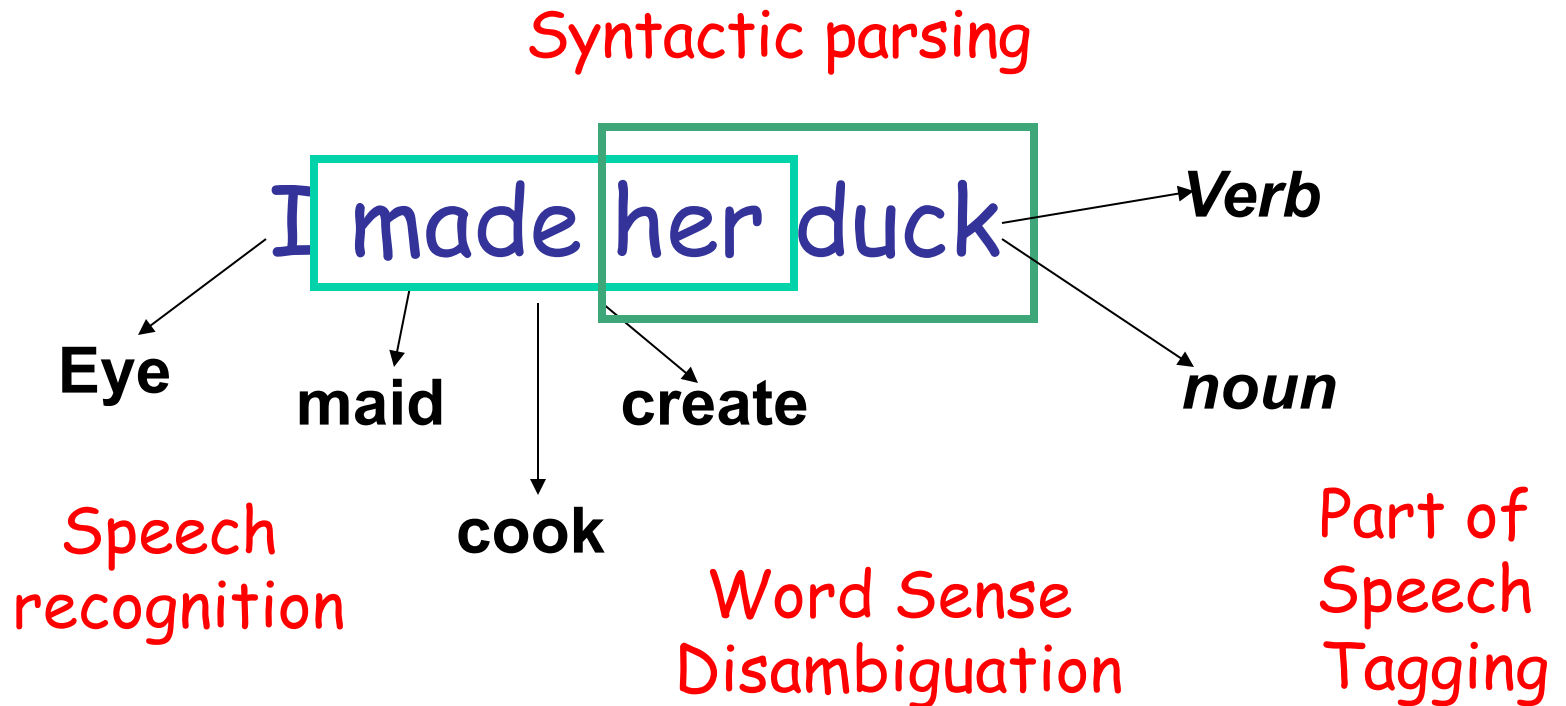 Syntactic parsing
I made her duck
Verb
Eye
maid
create
noun
cook
Speech
recognition
Word Sense
Disambiguation
Part of
Speech
Tagging